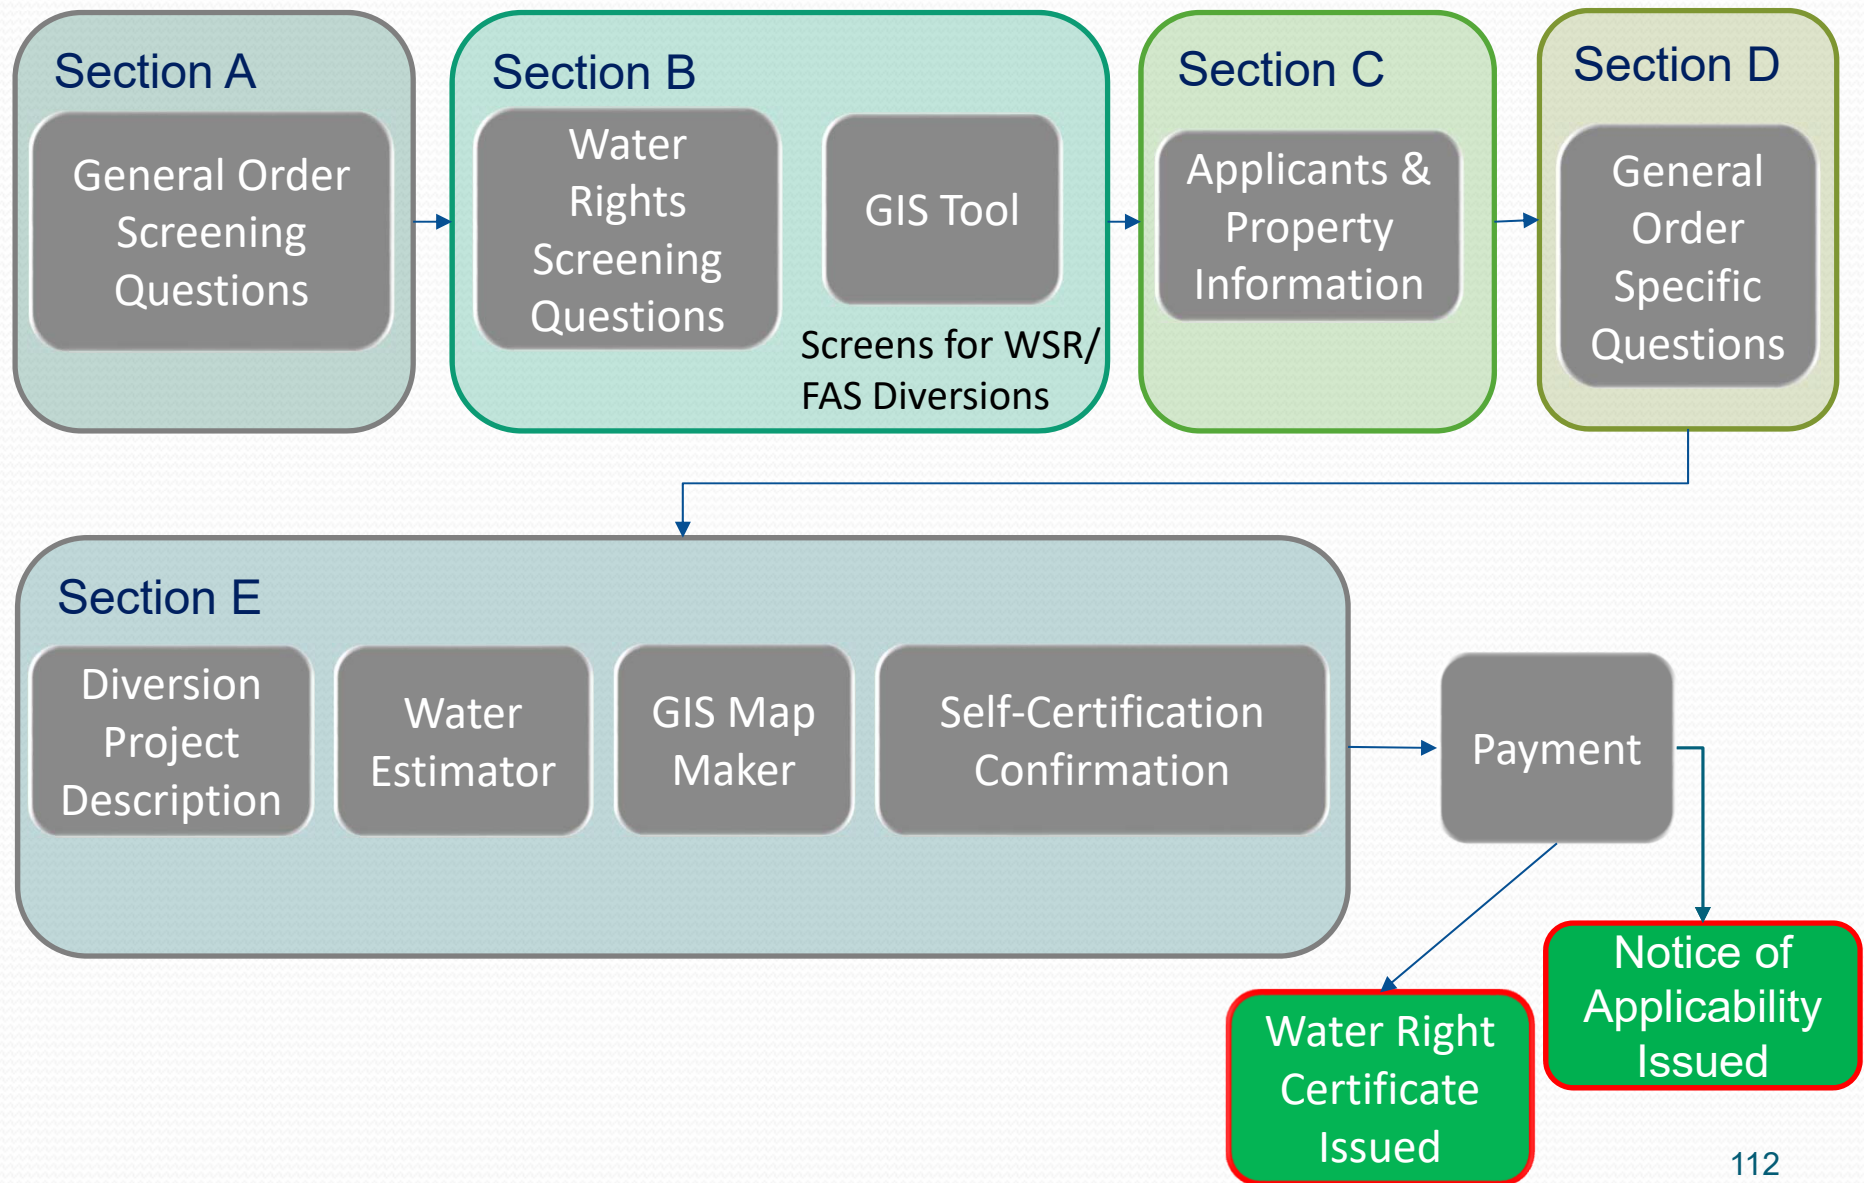 Section A
General Order
Screening
Questions
Section B
Water
Rights
Screening
Questions
GIS Tool
Screens for WSR/
FAS Diversions
Section C
Applicants &
Property
Information
Section D
General
Order
Specific
Questions
Section E
Diversion
Project
Description
Water
Estimator
GIS Map
Maker
Self-Certification
Confirmation
Payment
Water Right
Certificate
Issued
Notice of
Applicability
Issued
112